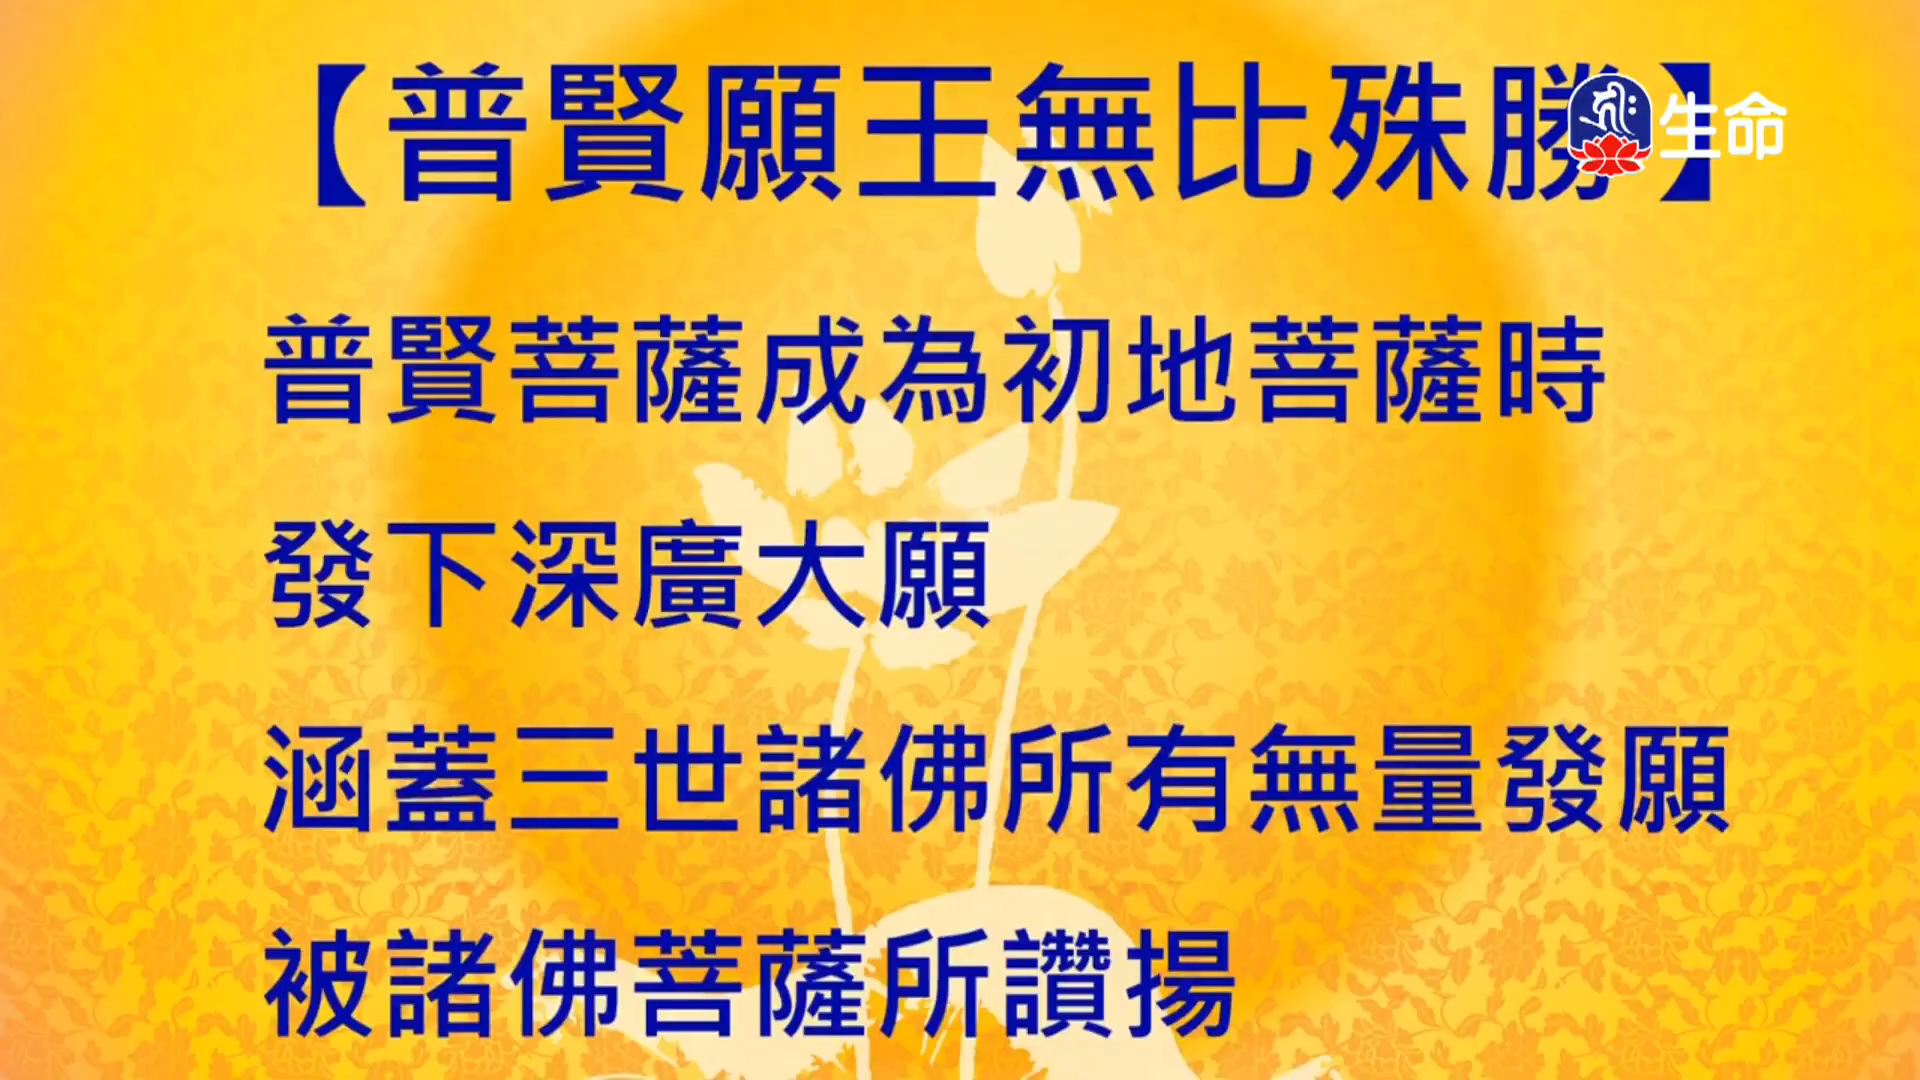 【普賢願王無比殊勝】
生命
普賢菩薩成為初地菩薩時
發下深廣大願
涵蓋三世諸佛所有無量發願
被諸佛菩薩所讚揚